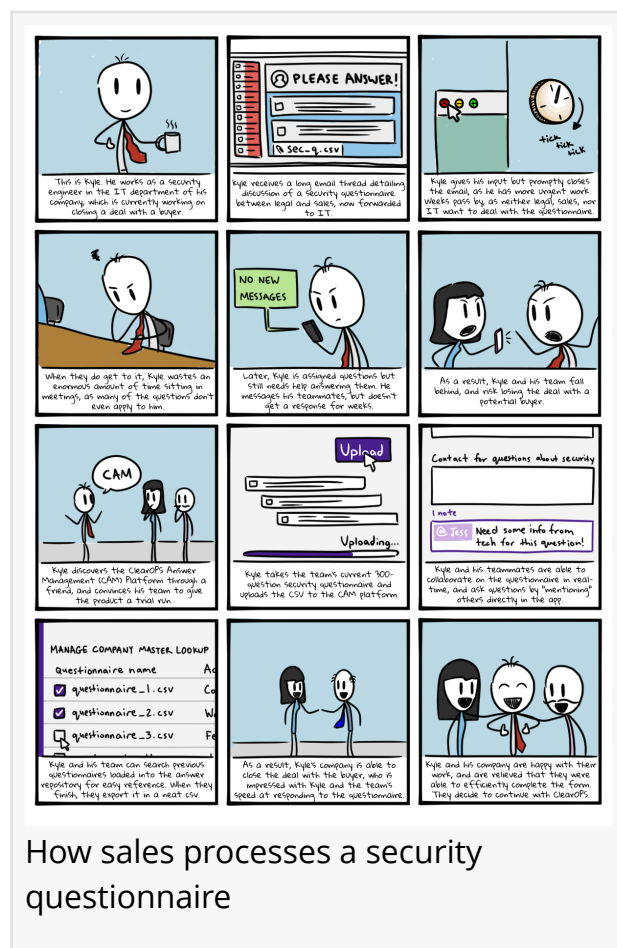 This is Kyle. He works as a security
engineer in the IT department of his
company, which is currently working on
closing a deal with a buyer.
PLEASE ANSWER!
sec_q.csv
Kyle receives a long email thread detailing
discussion of a security questionnaire
between legal and sales, now forwarded
to IT.
tick
tick
tick
Kyle gives his input but promptly closes
the email, as he has more urgent work.
Weeks pass by, as neither legal, sales, nor
IT want to deal with the questionnaire.
When they do get to it, Kyle wastes an
enormous amount of time sitting in
meetings, as many of the questions don't
even apply to him.
NO NEW
MESSAGES
Later, Kyle is assigned questions but
still needs help answering them. He
messages his teammates, but doesn't
get a response for weeks.
As a result, Kyle and his team fall
behind, and risk losing the deal with a
potential buyer.
CAM
Kyle discovers the ClearOPS Answer
Management (CAM) Platform through a
friend, and convinces his team to give
the product a trial run.
Upload
Uploading...
Kyle takes the team's current 300-
question security questionnaire and
uploads the CSV to the CAM platform.
Contact for questions about security
1 note
@Jess Need some info from
tech for this question!
Kyle and his teammates are able to
collaborate on the questionnaire in real-
time, and ask questions by "mentioning"
others directly in the app.
MANAGE COMPANY MASTER LOOKUP
Questionnaire name Ac
questionnaire_1.csv Co
questionnaire_2.csv We
questionnaire_3.csv Fe
Kyle and his team can search previous
questionnaires loaded into the answer
repository for easy reference. When they
finish, they export it in a neat csv.
As a result, Kyle's company is able to
close the deal with the buyer, who is
impressed with Kyle and the team's
speed at responding to the questionnaire.
Kyle and his company are happy with their
work, and are relieved that they were
able to efficiently complete the form.
They decide to continue with ClearOPS.
How sales processes a security
questionnaire